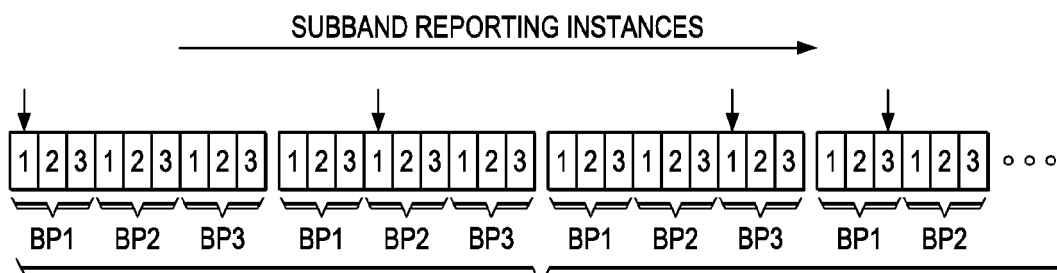 SUBBAND REPORTING INSTANCES
1 2 3 1 2 3 1 2 3 1 2 3 1 2 3 1 2 3 1 2 3 1 2 3 1 2 3 1 2 3 1 2 3
BP1 BP2 BP3 BP1 BP2 BP3 BP1 BP2 BP3 BP1 BP2